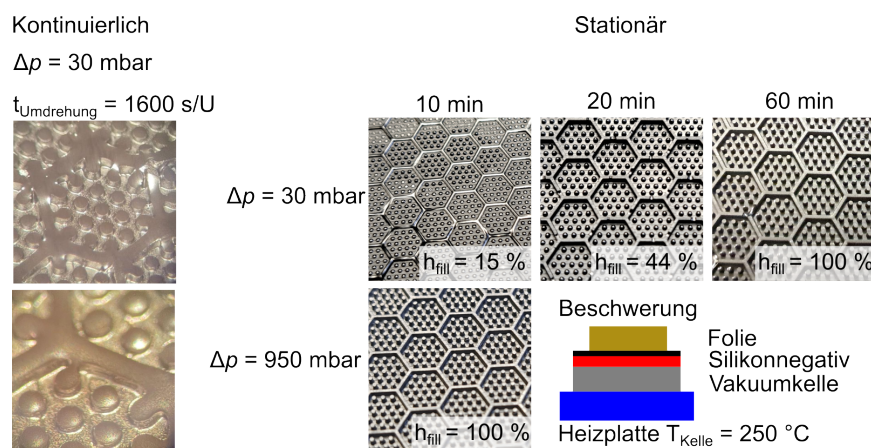 Kontinuierlich
Δp = 30 mbar
t_Umdrehung = 1600 s/U
Stationär
10 min
20 min
60 min
Δp = 30 mbar
h_fill = 15 %
h_fill = 44 %
h_fill = 100 %
Δp = 950 mbar
h_fill = 100 %
Beschwerung
Folie
Silikonnegativ
Vakuumkelle
Heizplatte T_Kelle = 250 °C